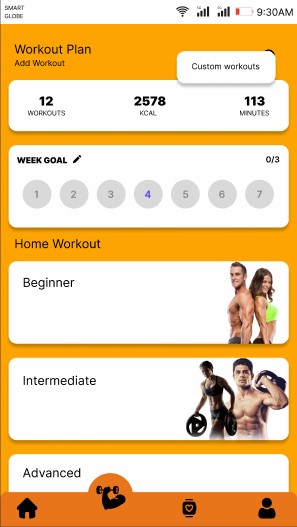 SMART
GLOBE
9:30AM
Workout Plan
Add Workout
Custom workouts
12
WORKOUTS
2578
KCAL
113
MINUTES
WEEK GOAL
0/3
1 2 3 4 5 6 7
Home Workout
Beginner
Intermediate
Advanced